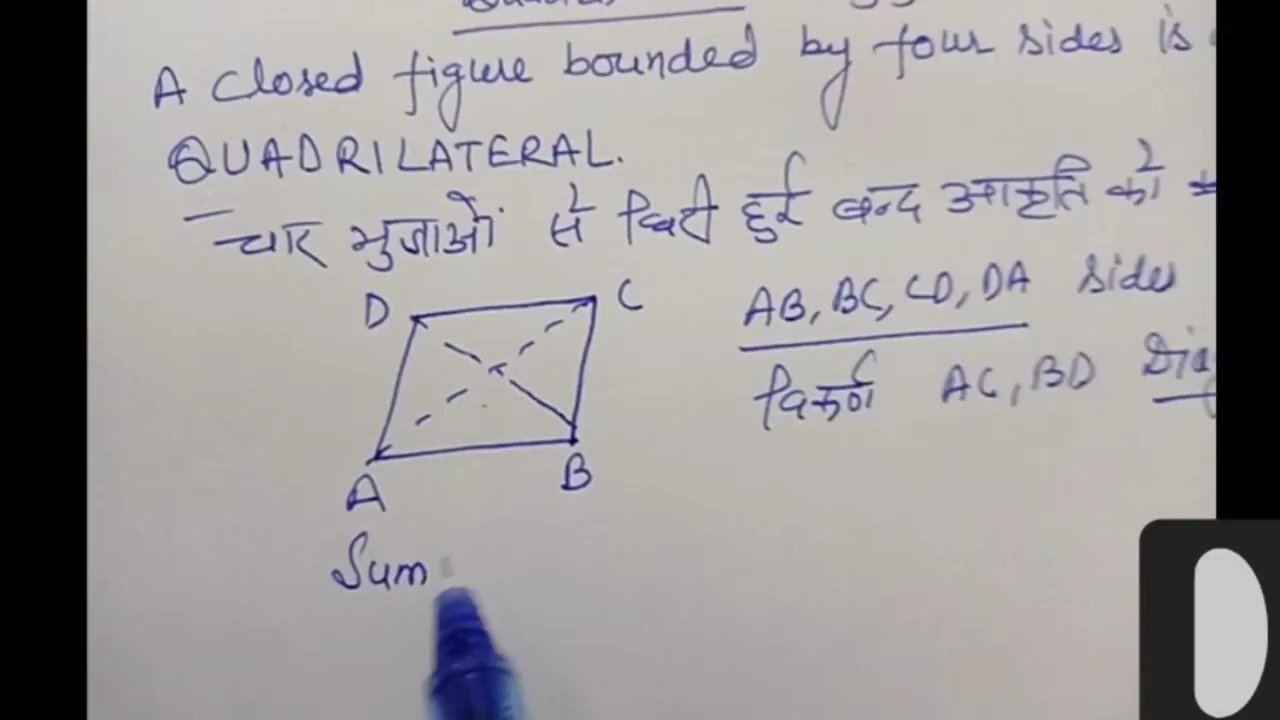 A closed figure bounded by four sides is
QUADRILATERAL.
चार भुजाओं से घिरी हुई बन्द आकृति को
D
C
AB, BC, CD, DA sides
विकर्ण AC, BD
A
B
Sum